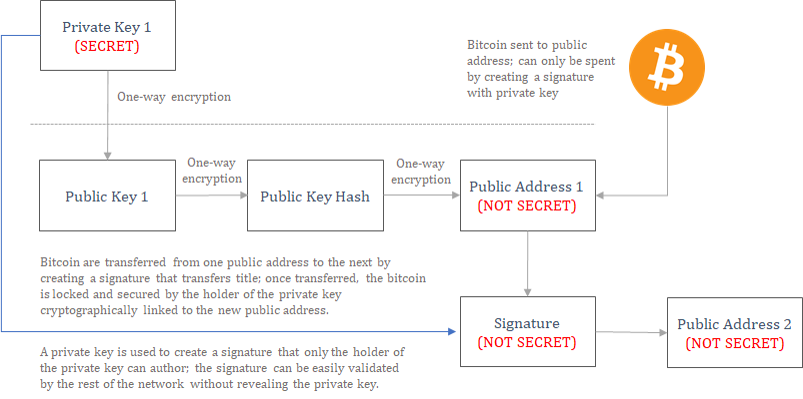 Private Key 1
(SECRET)
Bitcoin sent to public
address; can only be spent
by creating a signature
with private key
One-way encryption
One-way
encryption
One-way
encryption
Public Key 1
Public Key Hash
Public Address 1
(NOT SECRET)
Bitcoin are transferred from one public address to the next by
creating a signature that transfers title; once transferred, the bitcoin
is locked and secured by the holder of the private key
cryptographically linked to the new public address.
Signature
(NOT SECRET)
Public Address 2
(NOT SECRET)
A private key is used to create a signature that only the holder of
the private key can author; the signature can be easily validated
by the rest of the network without revealing the private key.